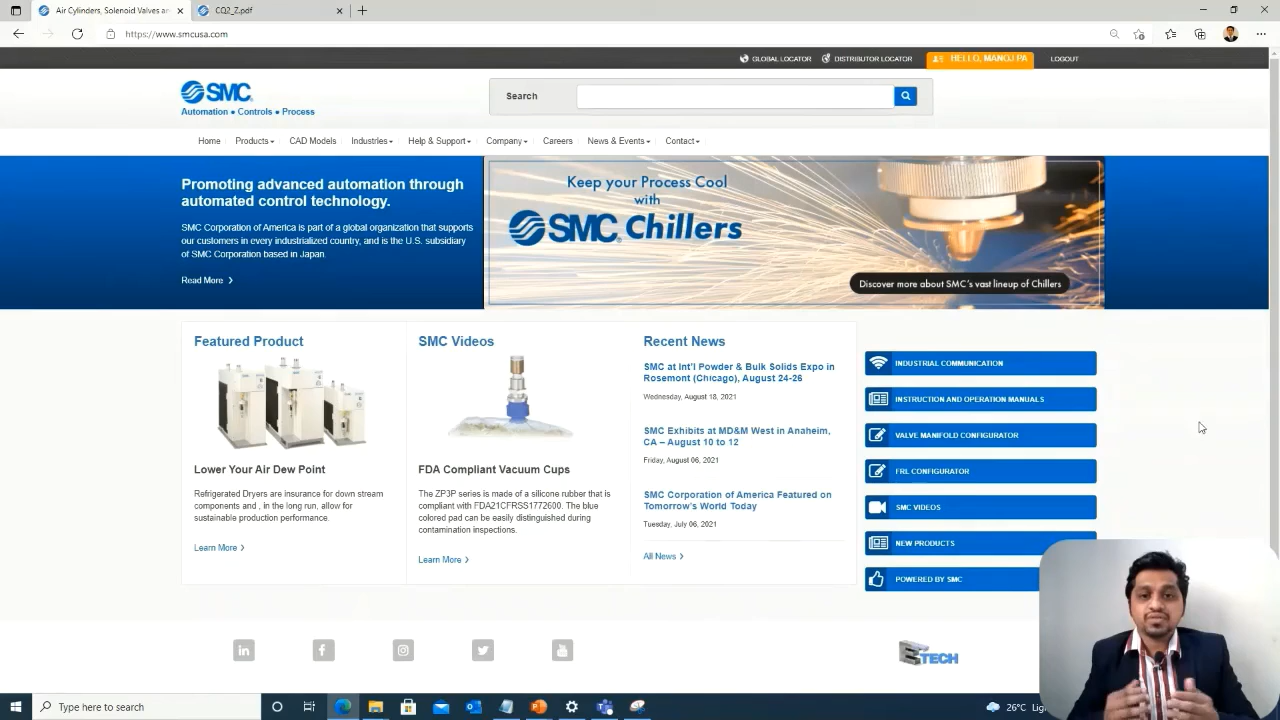 Air Cylinders, Solenoid Valves and
CQ2_Z.pdf
https://www.smcusa.com
GLOBAL LOCATOR
DISTRIBUTOR LOCATOR
HELLO, MANOJ PA
LOGOUT
SMC
Automation • Controls • Process
Search
Home
Products
CAD Models
Industries
Help & Support
Company
Careers
News & Events
Contact
Promoting advanced automation through
automated control technology.
SMC Corporation of America is part of a global organization that supports
our customers in every industrialized country, and is the U.S. subsidiary
of SMC Corporation based in Japan.
Read More
Keep your Process Cool
with
SMC Chillers
Discover more about SMC's vast lineup of Chillers
Featured Product
Lower Your Air Dew Point
Refrigerated Dryers are insurance for down stream
components and , in the long run, allow for
sustainable production performance.
Learn More
SMC Videos
FDA Compliant Vacuum Cups
The ZP3P series is made of a silicone rubber that is
compliant with FDA21CFRSS1772600. The blue
colored pad can be easily distinguished during
contamination inspections.
Learn More
Recent News
SMC at Int'l Powder & Bulk Solids Expo in
Rosemont (Chicago), August 24-26
Wednesday, August 18, 2021
SMC Exhibits at MD&M West in Anaheim,
CA – August 10 to 12
Friday, August 06, 2021
SMC Corporation of America Featured on
Tomorrow's World Today
Tuesday, July 06, 2021
All News
INDUSTRIAL COMMUNICATION
INSTRUCTION AND OPERATION MANUALS
VALVE MANIFOLD CONFIGURATOR
FRL CONFIGURATOR
SMC VIDEOS
NEW PRODUCTS
POWERED BY SMC
ETECH
Type here to search
26°C